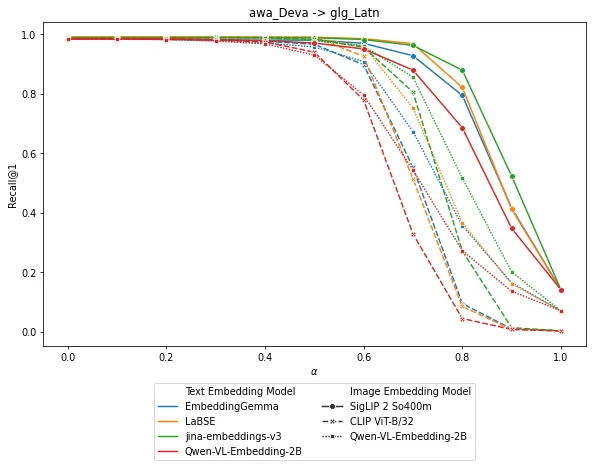 awa_Deva -> glg_Latn
1.0
0.8
0.6
0.4
0.2
0.0
Recall@1
0.0 0.2 0.4 0.6 0.8 1.0
α
Text Embedding Model Image Embedding Model
EmbeddingGemma SigLIP 2 So400m
LaBSE CLIP ViT-B/32
jina-embeddings-v3 Qwen-VL-Embedding-2B
Qwen-VL-Embedding-2B